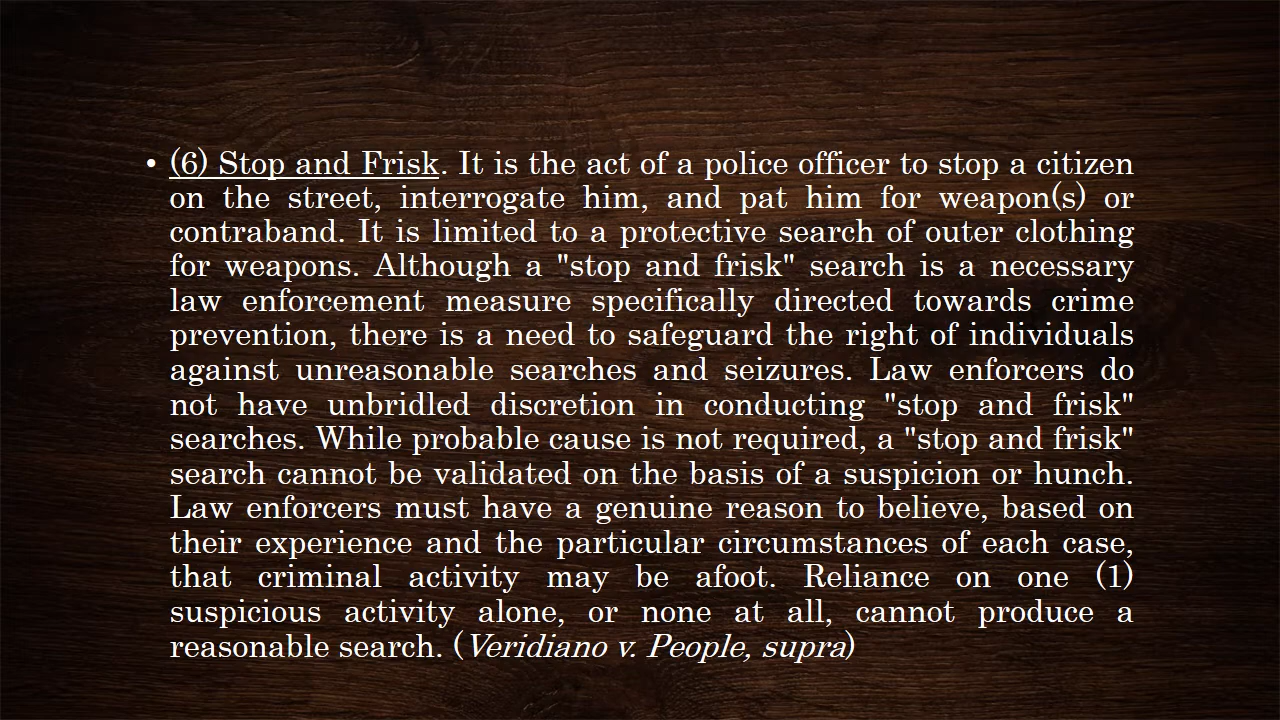 • (6) Stop and Frisk. It is the act of a police officer to stop a citizen
on the street, interrogate him, and pat him for weapon(s) or
contraband. It is limited to a protective search of outer clothing
for weapons. Although a "stop and frisk" search is a necessary
law enforcement measure specifically directed towards crime
prevention, there is a need to safeguard the right of individuals
against unreasonable searches and seizures. Law enforcers do
not have unbridled discretion in conducting "stop and frisk"
searches. While probable cause is not required, a "stop and frisk"
search cannot be validated on the basis of a suspicion or hunch.
Law enforcers must have a genuine reason to believe, based on
their experience and the particular circumstances of each case,
that criminal activity may be afoot. Reliance on one (1)
suspicious activity alone, or none at all, cannot produce a
reasonable search. (Veridiano v. People, supra)